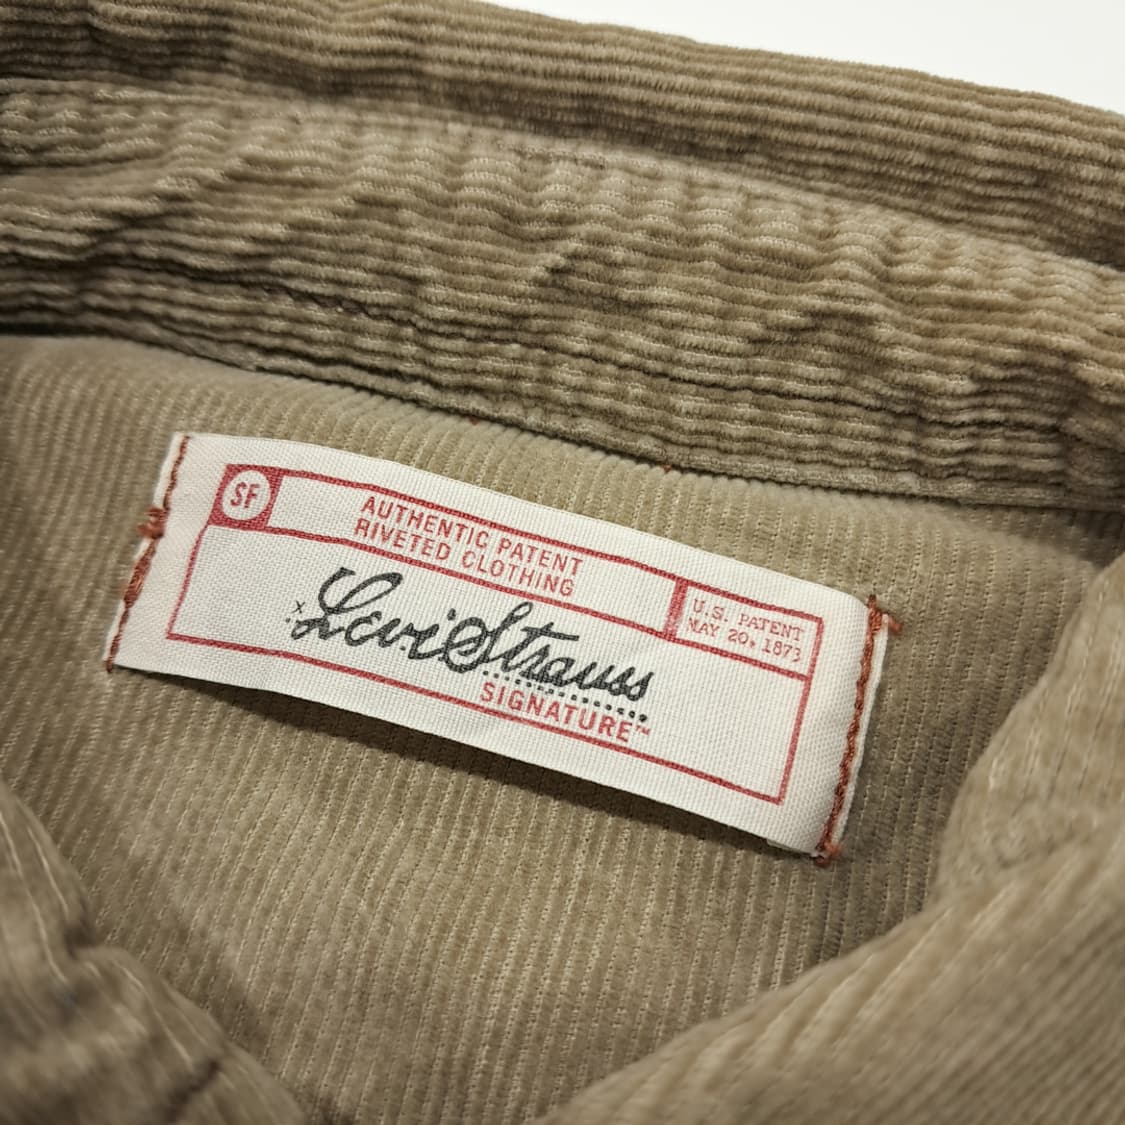 SF
AUTHENTIC PATENT
RIVETED CLOTHING
U.S. PATENT
MAY 20, 1873
x Levi Strauss
SIGNATURE™